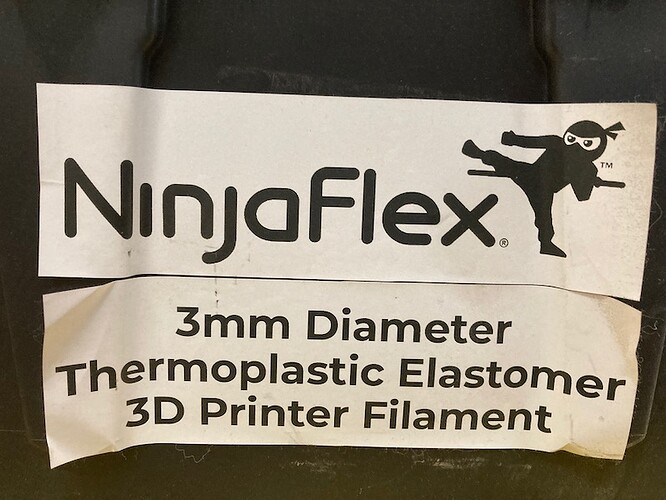 NinjaFlex®
™
3mm Diameter
Thermoplastic Elastomer
3D Printer Filament